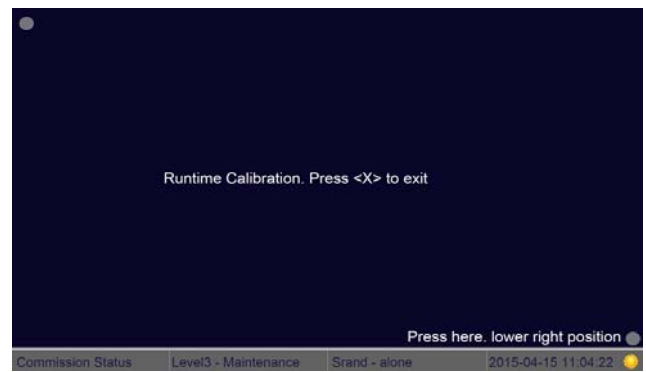 Runtime Calibration. Press <X> to exit
Press here. lower right position
Commission Status Level3 - Maintenance Srand - alone 2015-04-15 11:04:22